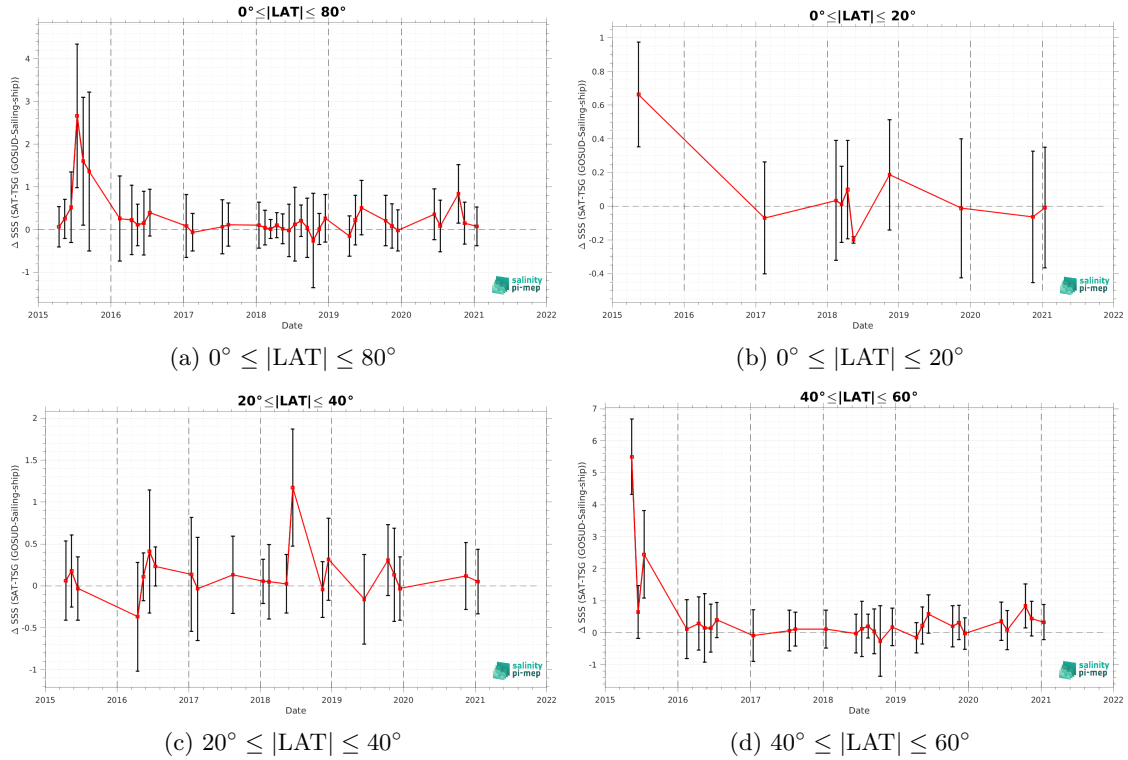 0°≤|LAT|≤ 80°
Δ SSS (SAT-TSG (GOSUD-Sailing-ship))
4
3
2
1
0
-1
salinity
pi-mep
2015 2016 2017 2018 2019 2020 2021 2022
Date
(a) 0° ≤ |LAT| ≤ 80°
0°≤|LAT|≤ 20°
Δ SSS (SAT-TSG (GOSUD-Sailing-ship))
1
0.8
0.6
0.4
0.2
0
-0.2
-0.4
salinity
pi-mep
2015 2016 2017 2018 2019 2020 2021 2022
Date
(b) 0° ≤ |LAT| ≤ 20°
20°≤|LAT|≤ 40°
Δ SSS (SAT-TSG (GOSUD-Sailing-ship))
2
1.5
1
0.5
0
-0.5
-1
salinity
pi-mep
2015 2016 2017 2018 2019 2020 2021 2022
Date
(c) 20° ≤ |LAT| ≤ 40°
40°≤|LAT|≤ 60°
Δ SSS (SAT-TSG (GOSUD-Sailing-ship))
7
6
5
4
3
2
1
0
-1
salinity
pi-mep
2015 2016 2017 2018 2019 2020 2021 2022
Date
(d) 40° ≤ |LAT| ≤ 60°